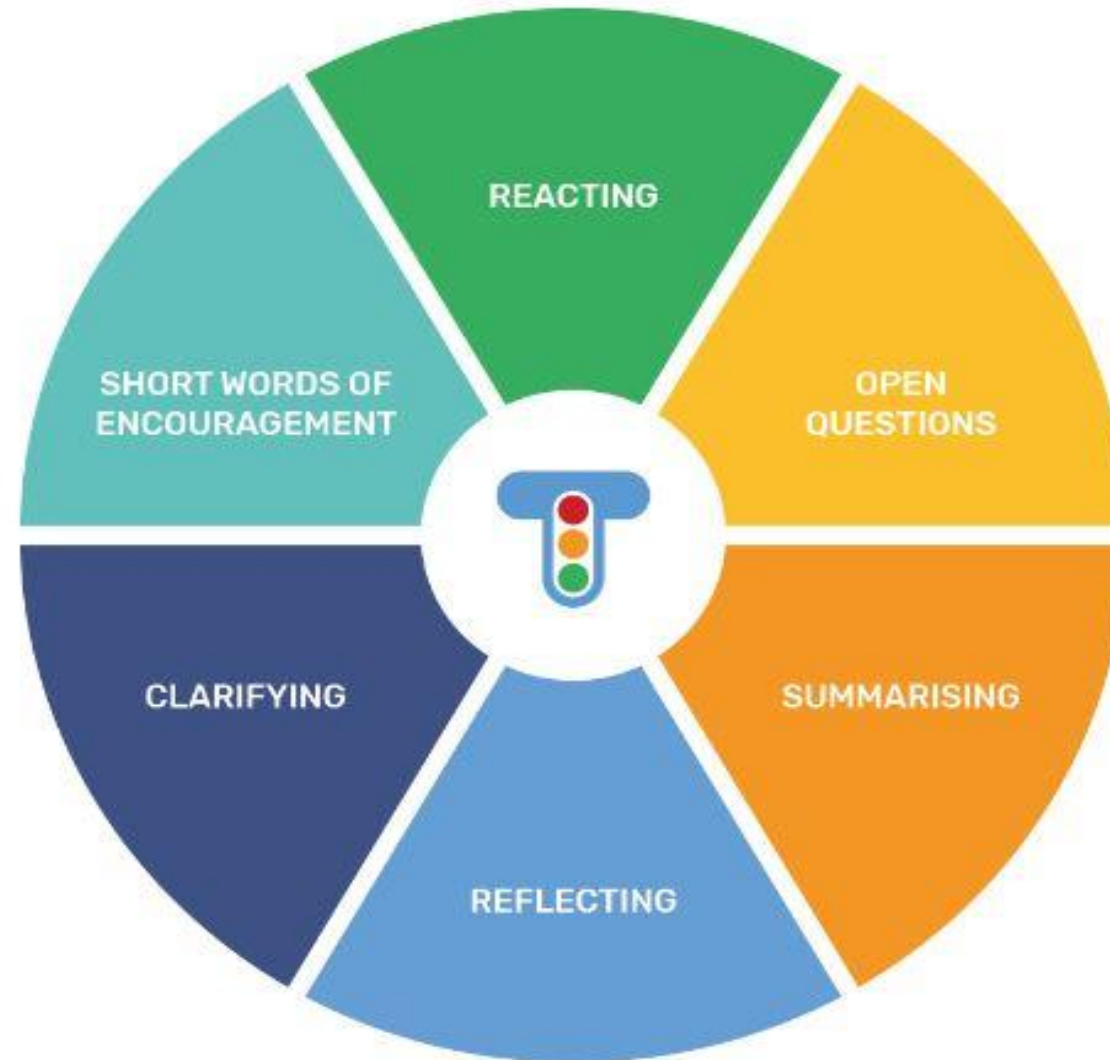 REACTING
OPEN
QUESTIONS
SUMMARISING
REFLECTING
CLARIFYING
SHORT WORDS OF
ENCOURAGEMENT